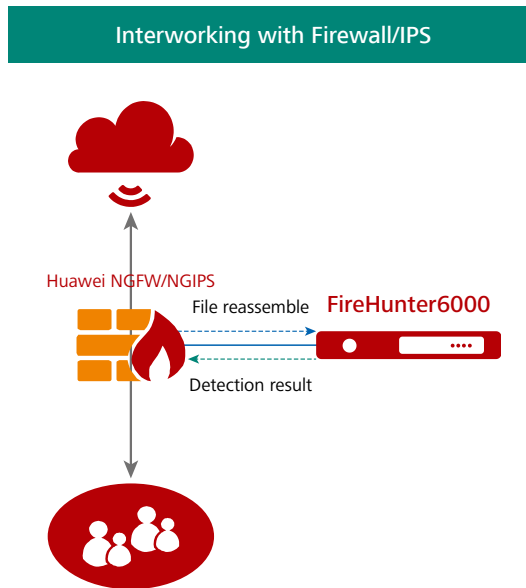 Interworking with Firewall/IPS
Huawei NGFW/NGIPS
File reassemble
FireHunter6000
Detection result